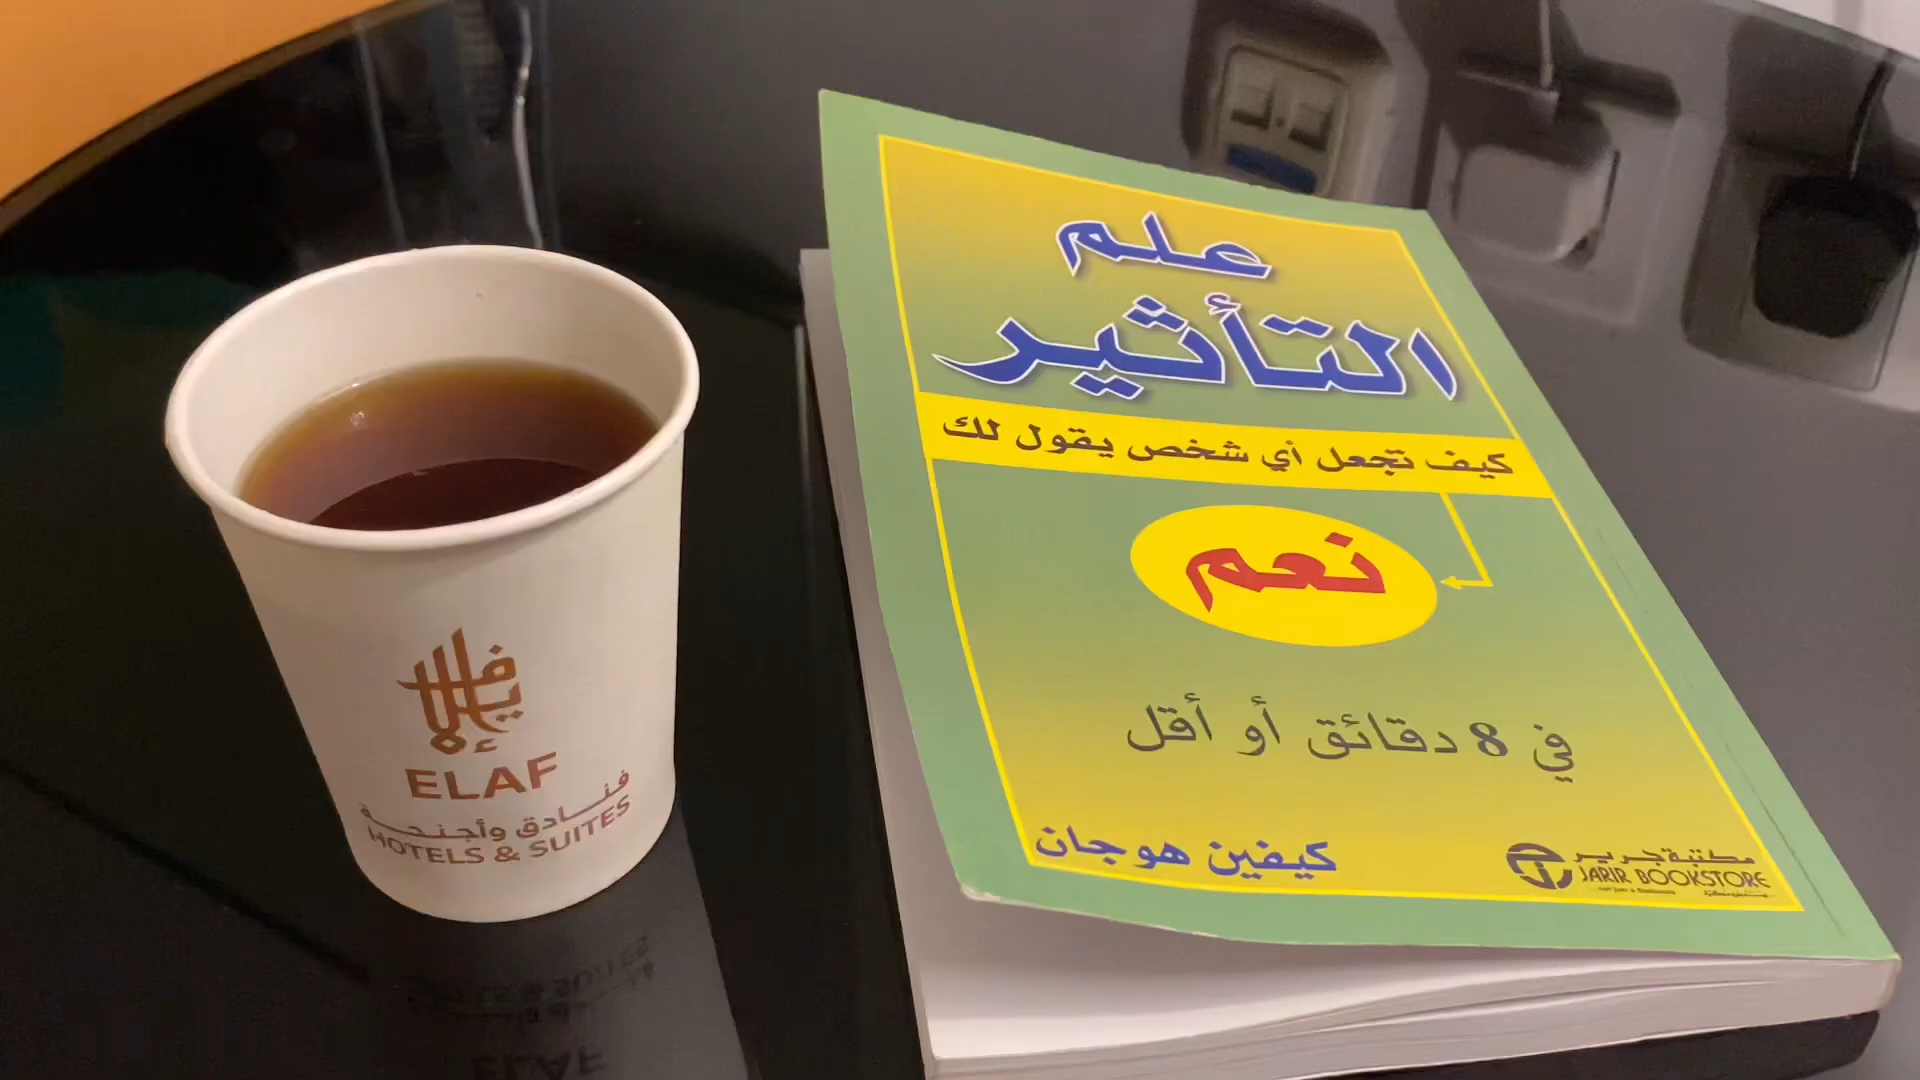 إيلاف
ELAF
فنادق وأجنحة
HOTELS & SUITES
علم
التأثير
كيف تجعل أي شخص يقول لك
نعم
في 8 دقائق أو أقل
كيفين هوجان
مكتبة جرير
JARIR BOOKSTORE